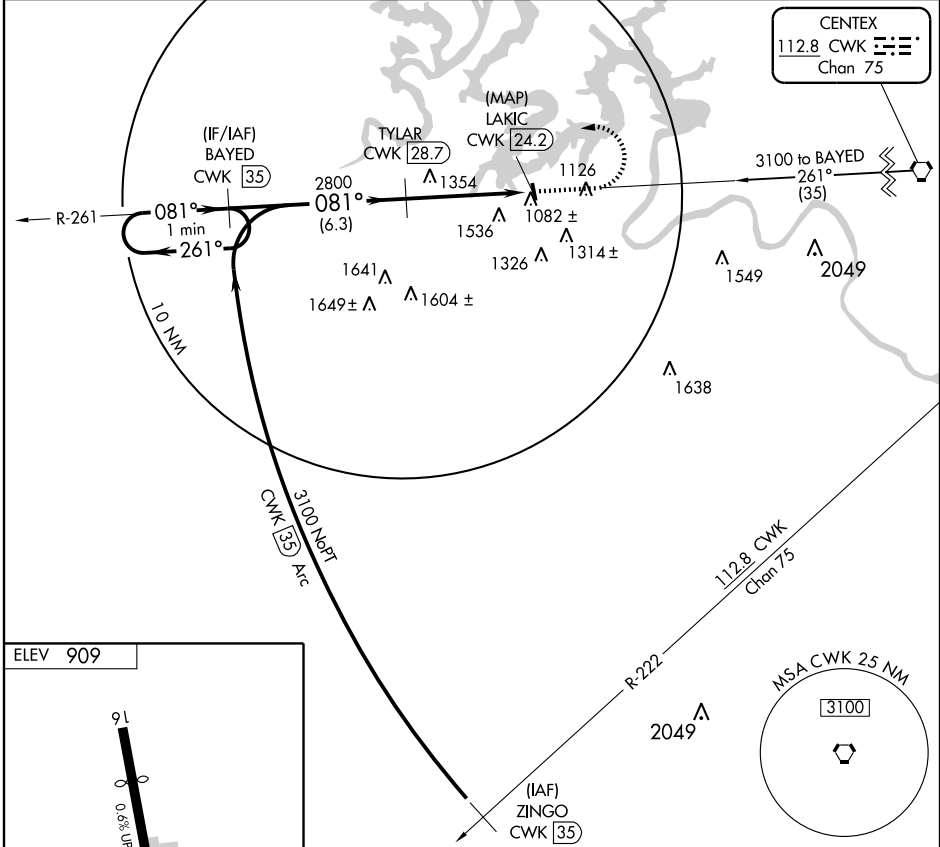 CENTEX
112.8 CWK
Chan 75
(MAP)
LAKIC
CWK 24.2
(IF/IAF)
BAYED
CWK 35
TYLAR
CWK 28.7
1354
1126
3100 to BAYED
261°
(35)
R-261
081°
1 min
261°
2800
081°
(6.3)
1536
1082 ±
1326
1314 ±
1549
2049
1641
1649 ±
1604 ±
10 NM
1638
3100 NoPT
CWK 35 Arc
112.8 CWK
Chan 75
R-222
ELEV 909
16
0.6% UP
2049
MSA CWK 25 NM
3100
(IAF)
ZINGO
CWK 35